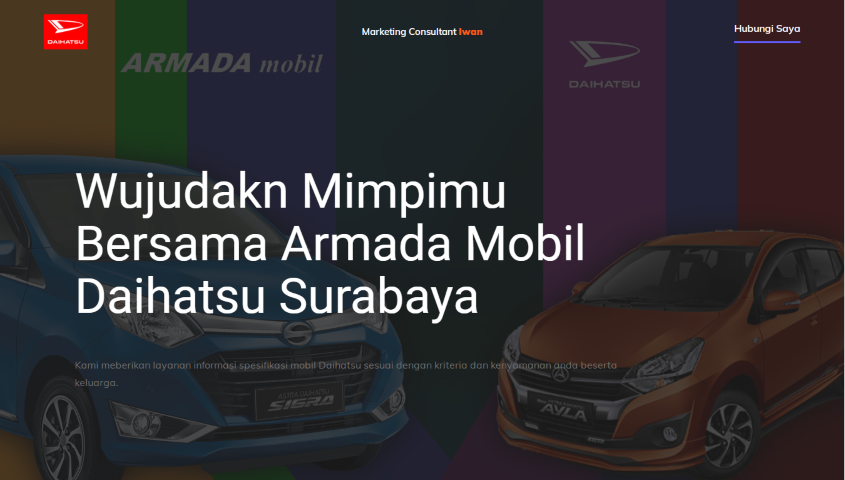 DAIHATSU
Marketing Consultant Iwan
Hubungi Saya
ARMADA mobil
DAIHATSU
Wujudakn Mimpimu
Bersama Armada Mobil
Daihatsu Surabaya
Kami meberikan layanan informasi spesifikasi mobil Daihatsu sesuai dengan kriteria dan kenyamanan anda beserta
keluarga.
SIGRA
AYLA